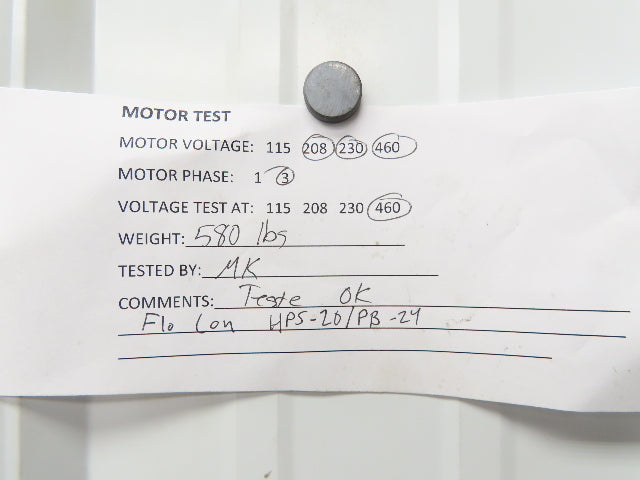 MOTOR TEST
MOTOR VOLTAGE: 115 208 230 460
MOTOR PHASE: 1 3
VOLTAGE TEST AT: 115 208 230 460
WEIGHT: 580 lbs
TESTED BY: MK
COMMENTS: Teste OK
Flo Con HPS-20/PB-24